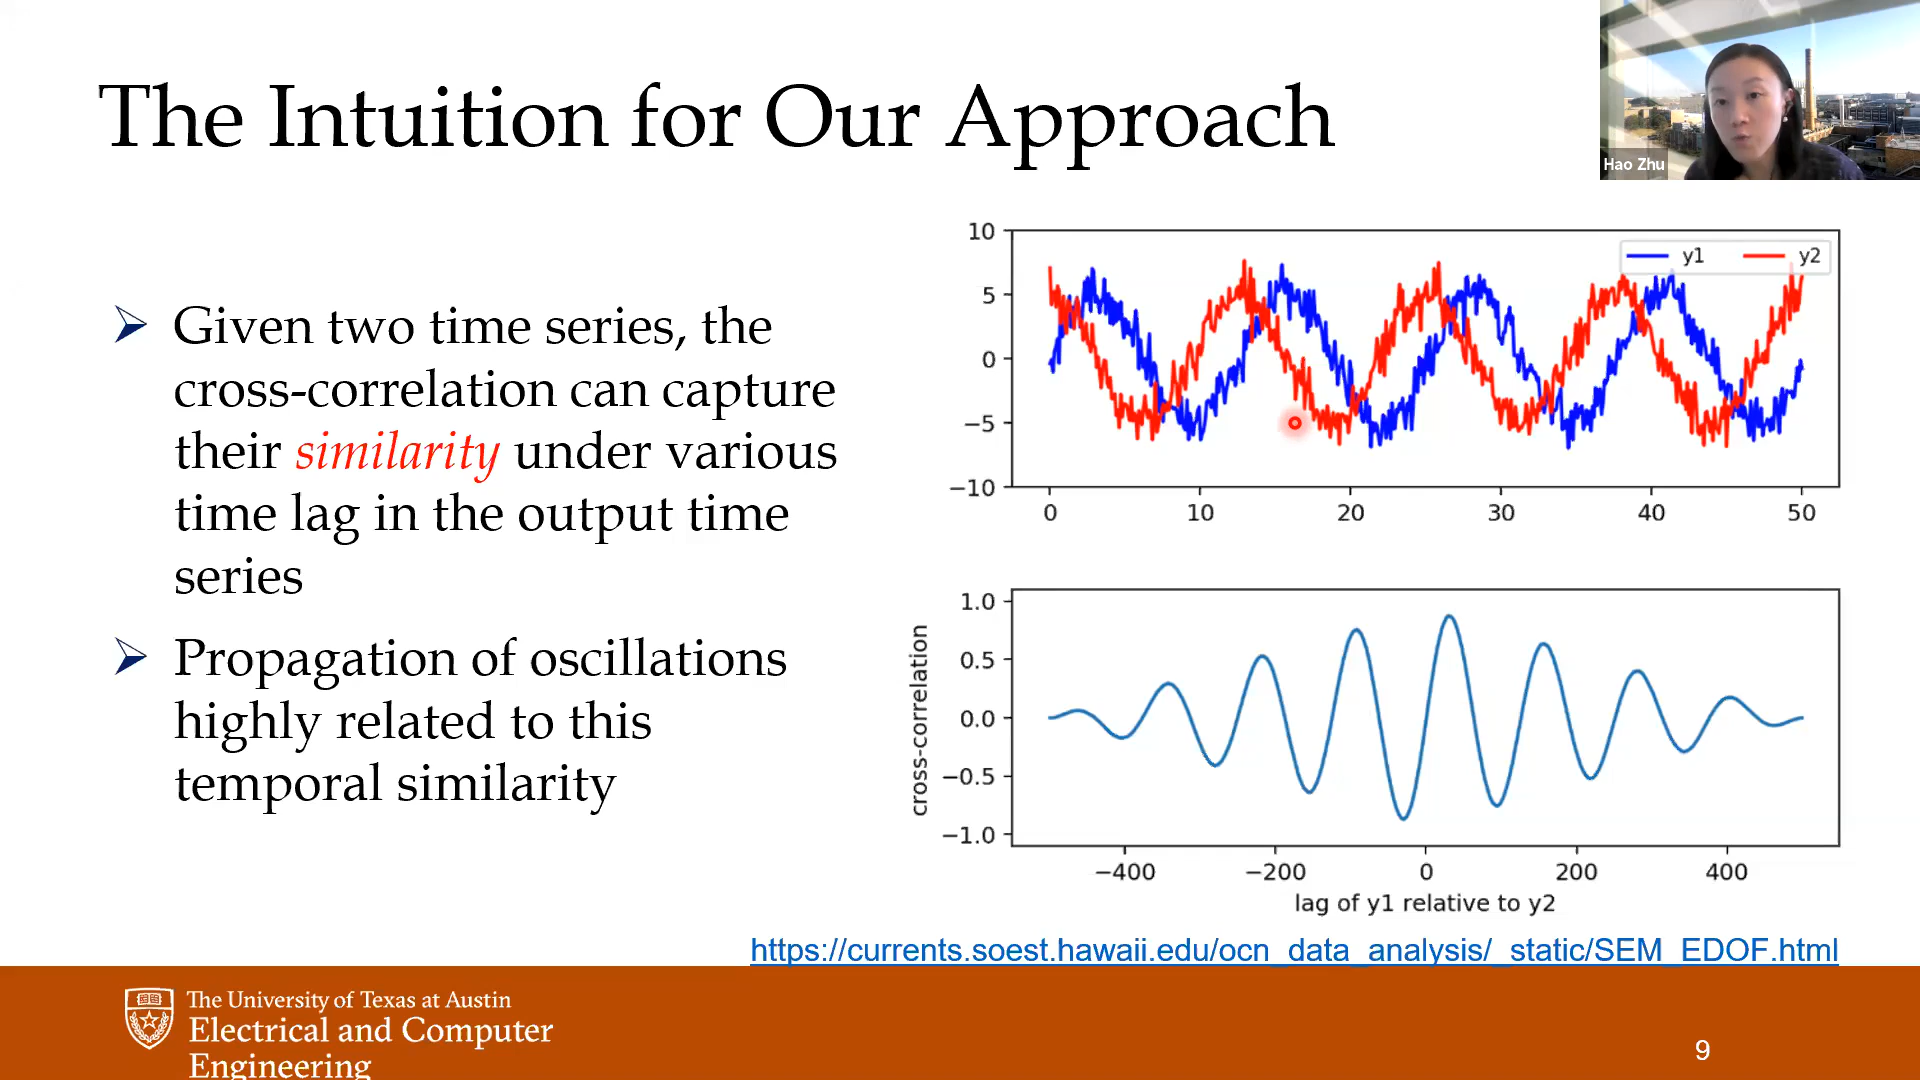 The Intuition for Our Approach
Hao Zhu
➢ Given two time series, the
cross-correlation can capture
their similarity under various
time lag in the output time
series
➢ Propagation of oscillations
highly related to this
temporal similarity
y1 y2
10
5
0
−5
−10
0 10 20 30 40 50
cross-correlation
1.0
0.5
0.0
−0.5
−1.0
−400 −200 0 200 400
lag of y1 relative to y2
https://currents.soest.hawaii.edu/ocn_data_analysis/_static/SEM_EDOF.html
The University of Texas at Austin
Electrical and Computer
Engineering
9